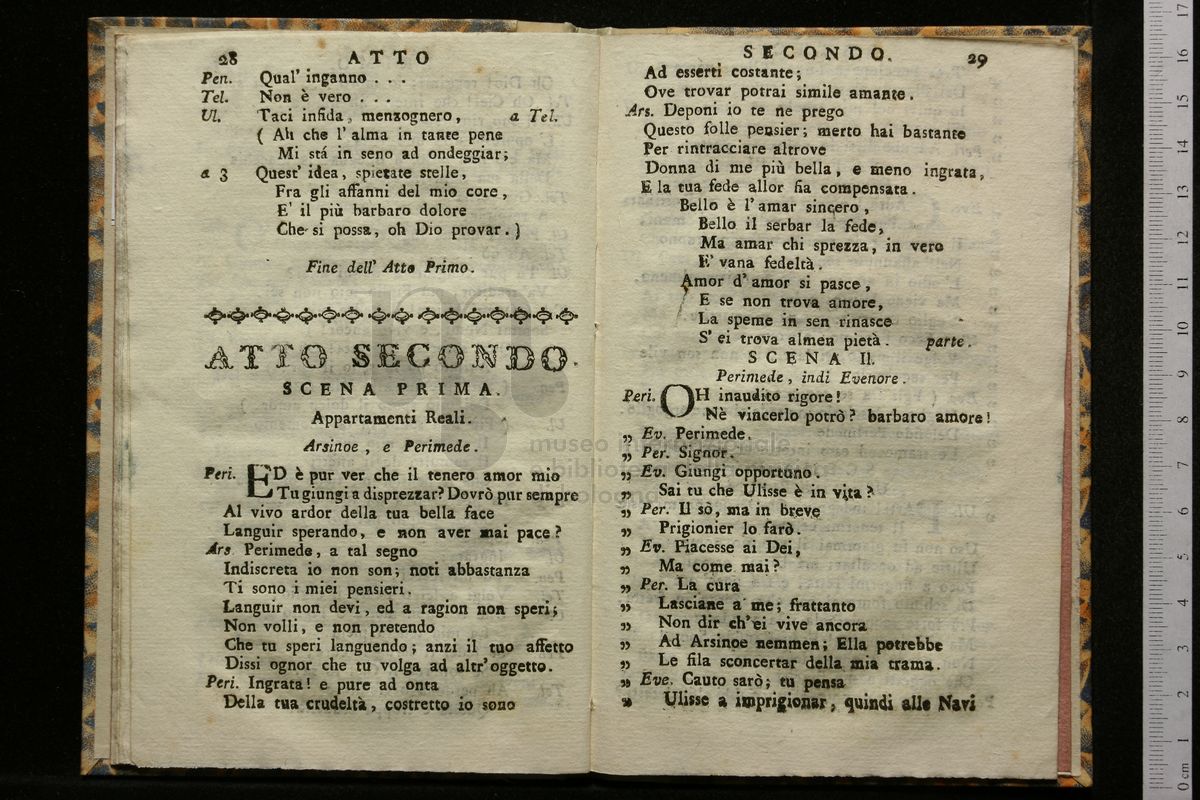 28 ATTO
Pen. Qual' inganno . . .
Tel. Non è vero . . .
Ul. Taci infida, menzognero, a Tel.
( Ah che l' alma in tante pene
Mi stá in seno ad ondeggiar;
a 3 Quest' idea, spietate stelle,
Fra gli affanni del mio core,
E' il più barbaro dolore
Che si possa, oh Dio provar. )
Fine dell' Atto Primo.
ATTO SECONDO.
SCENA PRIMA.
Appartamenti Reali.
Arsinoe, e Perimede.
Peri. ED è pur ver che il tenero amor mio
Tu giungi a disprezzar? Dovrò pur sempre
Al vivo ardor della tua bella face
Languir sperando, e non aver mai pace?
Ars. Perimede, a tal segno
Indiscreta io non son; noti abbastanza
Ti sono i miei pensieri.
Languir non devi, ed a ragion non speri;
Non volli, e non pretendo
Che tu speri languendo; anzi il tuo affetto
Dissi ognor che tu volga ad altr'oggetto.
Peri. Ingrata! e pure ad onta
Della tua crudeltà, costretto io sono
SECONDO. 29
Ad esserti costante;
Ove trovar potrai simile amante.
Ars. Deponi io te ne prego
Questo folle pensier; merto hai bastante
Per rintracciare altrove
Donna di me più bella, e meno ingrata,
E la tua fede allor fia compensata.
Bello è l'amar sincero,
Bello il serbar la fede,
Ma amar chi sprezza, in vero
E' vana fedeltà.
Amor d'amor si pasce,
E se non trova amore,
La speme in sen rinasce
S' ei trova almen pietà. parte.
SCENA II.
Perimede, indi Evenore.
Peri. OH inaudito rigore!
Nè vincerlo potrò? barbaro amore!
„ Ev. Perimede.
„ Per. Signor.
„ Ev. Giungi opportuno.
„ Sai tu che Ulisse è in vita?
„ Per. Il sò, ma in breve
„ Prigionier lo farò.
„ Ev. Piacesse ai Dei,
„ Ma come mai?
„ Per. La cura
„ Lasciane a me; frattanto
„ Non dir ch'ei vive ancora
„ Ad Arsinoe nemmen; Ella potrebbe
„ Le fila sconcertar della mia trama.
„ Eve. Cauto sarò; tu pensa
„ Ulisse a imprigionar, quindi alle Navi